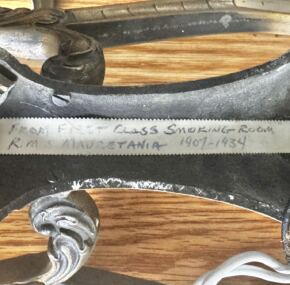 FROM FIRST CLASS SMOKING ROOM
R.M.S MAURETANIA 1907-1934